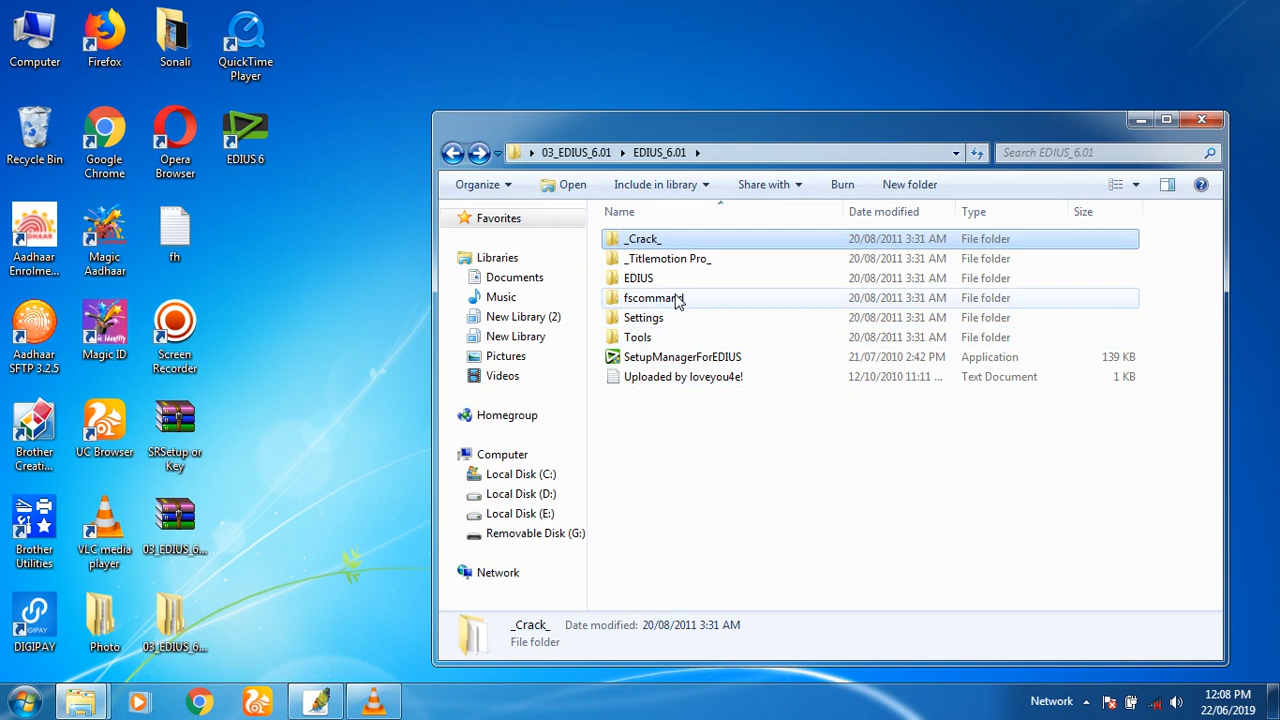 Computer
Firefox
Sonali
QuickTime
Player
Recycle Bin
Google
Chrome
Opera
Browser
EDIUS 6
Aadhaar
Enrolme...
Magic
Aadhaar
fh
Aadhaar
SFTP 3.2.5
Magic ID
Screen
Recorder
Brother
Creati...
UC Browser
SRSetup or
Key
Brother
Utilities
VLC media
player
03_EDIUS_6....
DIGIPAY
Photo
03_EDIUS_6....
03_EDIUS_6.01 EDIUS_6.01
Search EDIUS_6.01
Organize Open Include in library Share with Burn New folder
Favorites
Libraries
Documents
Music
New Library (2)
New Library
Pictures
Videos
Homegroup
Computer
Local Disk (C:)
Local Disk (D:)
Local Disk (E:)
Removable Disk (G:)
Network
Name Date modified Type Size
_Crack_ 20/08/2011 3:31 AM File folder
_Titlemotion Pro_ 20/08/2011 3:31 AM File folder
EDIUS 20/08/2011 3:31 AM File folder
fscommand 20/08/2011 3:31 AM File folder
Settings 20/08/2011 3:31 AM File folder
Tools 20/08/2011 3:31 AM File folder
SetupManagerForEDIUS 21/07/2010 2:42 PM Application 139 KB
Uploaded by loveyou4e! 12/10/2010 11:11 ... Text Document 1 KB
_Crack_ Date modified: 20/08/2011 3:31 AM
File folder
Network
12:08 PM
22/06/2019